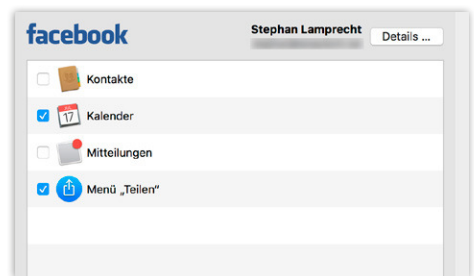 facebook
Stephan Lamprecht
Details ...
Kontakte
17
Kalender
Mitteilungen
Menü „Teilen“